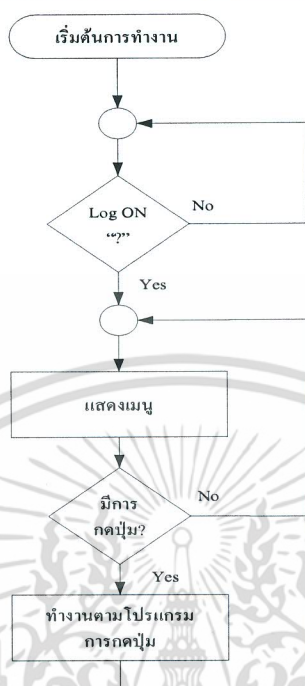 เริ่มต้นการทำงาน
Log ON
“?”
No
Yes
แสดงเมนู
มีการ
กดปุ่ม?
No
Yes
ทำงานตามโปรแกรม
การกดปุ่ม